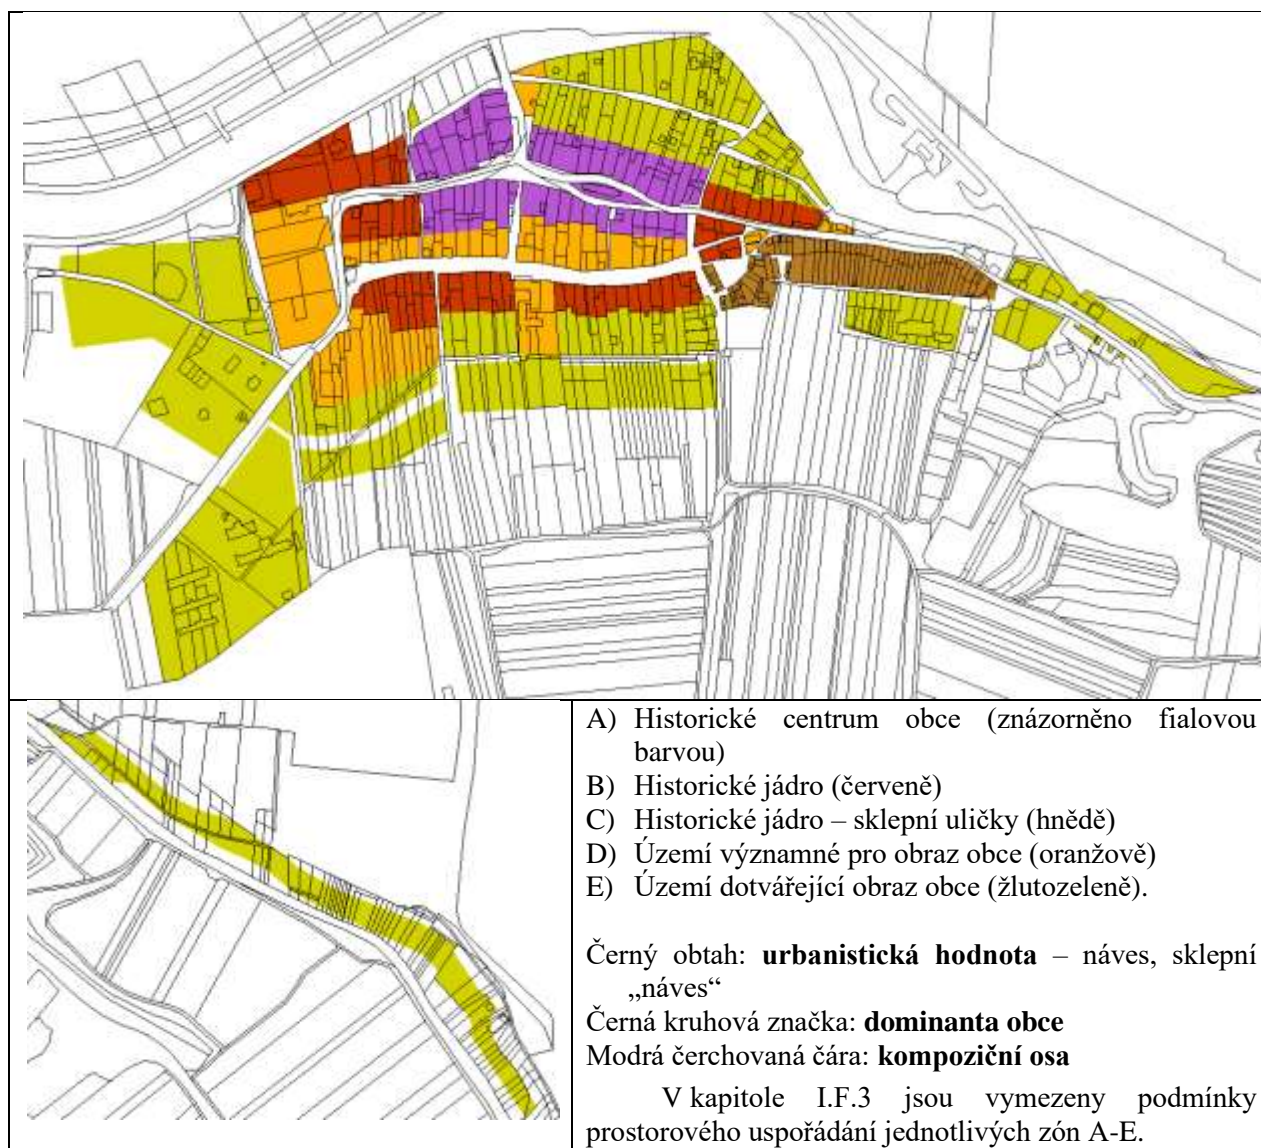 A) Historické centrum obce (znázorněno fialovou
barvou)
B) Historické jádro (červeně)
C) Historické jádro – sklepní uličky (hnědě)
D) Území významné pro obraz obce (oranžově)
E) Území dotvářející obraz obce (žlutozeleně).
Černý obtah: urbanistická hodnota – náves, sklepní
„náves“
Černá kruhová značka: dominanta obce
Modrá čerchovaná čára: kompoziční osa
V kapitole I.F.3 jsou vymezeny podmínky
prostorového uspořádání jednotlivých zón A-E.